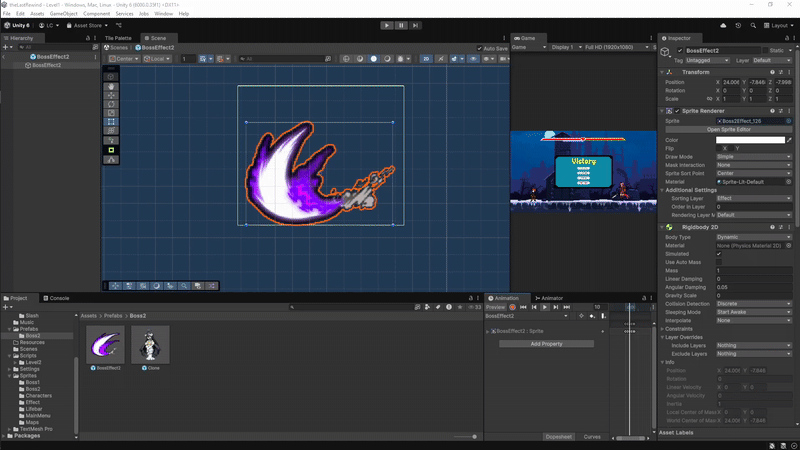 theLostRewind - Level1 - Windows, Mac, Linux - Unity 6 (6000.0.23f1) <DX11>
File Edit Assets GameObject Component Services Jobs Window Help
Unity 6 LC Asset Store Layout
Hierarchy Tile Palette Scene Game Inspector
All
Scenes BossEffect2 Auto Save
Game Display 1 Full HD (1920x1080)
BossEffect2
BossEffect2
Center Local 1 All
BossEffect2 Static
Tag Untagged Layer Default
Transform
Position X 24.006 Y -7.848 Z
Rotation X 0 Y 0 Z 0
Scale X 1 Y 1 Z 1
Sprite Renderer
Sprite Boss2Effect_126
Open Sprite Editor
Color
Flip X Y
Draw Mode Simple
Mask Interaction None
Sprite Sort Point Center
Material Sprite-Lit-Default
Additional Settings
Sorting Layer Effect
Order in Layer 0
Rendering Layer M Default
Victory
Rigidbody 2D
Body Type Dynamic
Material None (Physics Material 2D)
Simulated
Use Auto Mass
Mass 1
Linear Damping 0
Angular Damping 0.05
Gravity Scale 0
Collision Detection Discrete
Sleeping Mode Start Awake
Interpolate None
Constraints
Layer Overrides
Include Layers Nothing
Exclude Layers Nothing
Info
Position X 24.006 Y -7.848
Rotation 0
Linear Velocity X 0 Y 0
Angular Velocity 0
Inertia 1
Local Center of Mass X 0 Y 0
World Center of Mas X 24.006 Y -7.848
Asset Labels
Project Console
Assets Prefabs Boss2
Slash
Music
Prefabs
Boss2
Resources
Scenes
Scripts
Level2
Settings
Sprites
Boss1
Boss2
Characters
Effect
Lifebar
MainMenu
Maps
TextMesh Pro
Packages
BossEffect2 Clone
Animation Animator
Preview 10
BossEffect2
BossEffect2 : Sprite
Add Property
Dopesheet Curves